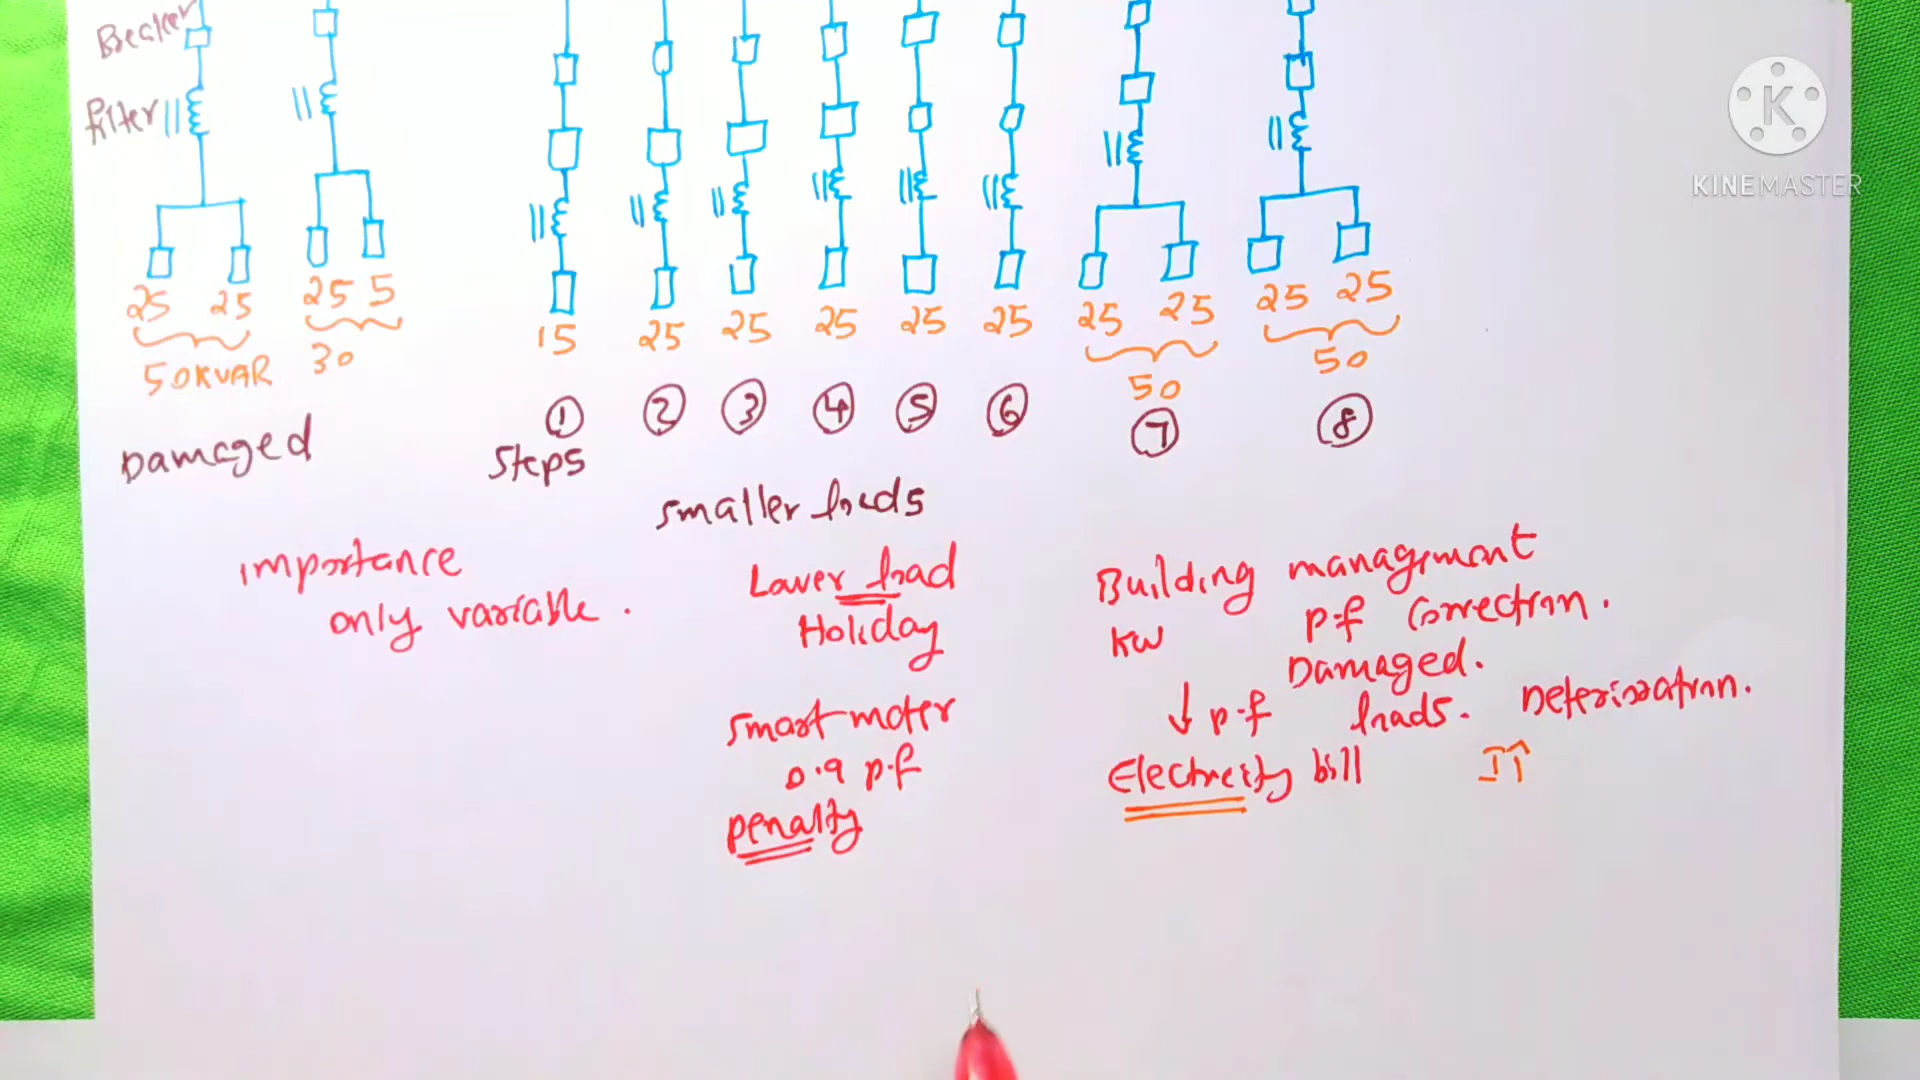 Breaker
filter
25 25 25 5
50KVAR 30
15 25 25 25 25 25 25 25 25 25
50 50
Damaged
1 2 3 4 5 6 7 8
Steps
smaller loads
importance
only variable.
Lower load
Holiday
Smart meter
0.9 p.f
penalty
Building management
KW p.f Correction.
Damaged.
↓ p.f loads. Deterioration.
Electricity bill I↑
K
KINEMASTER